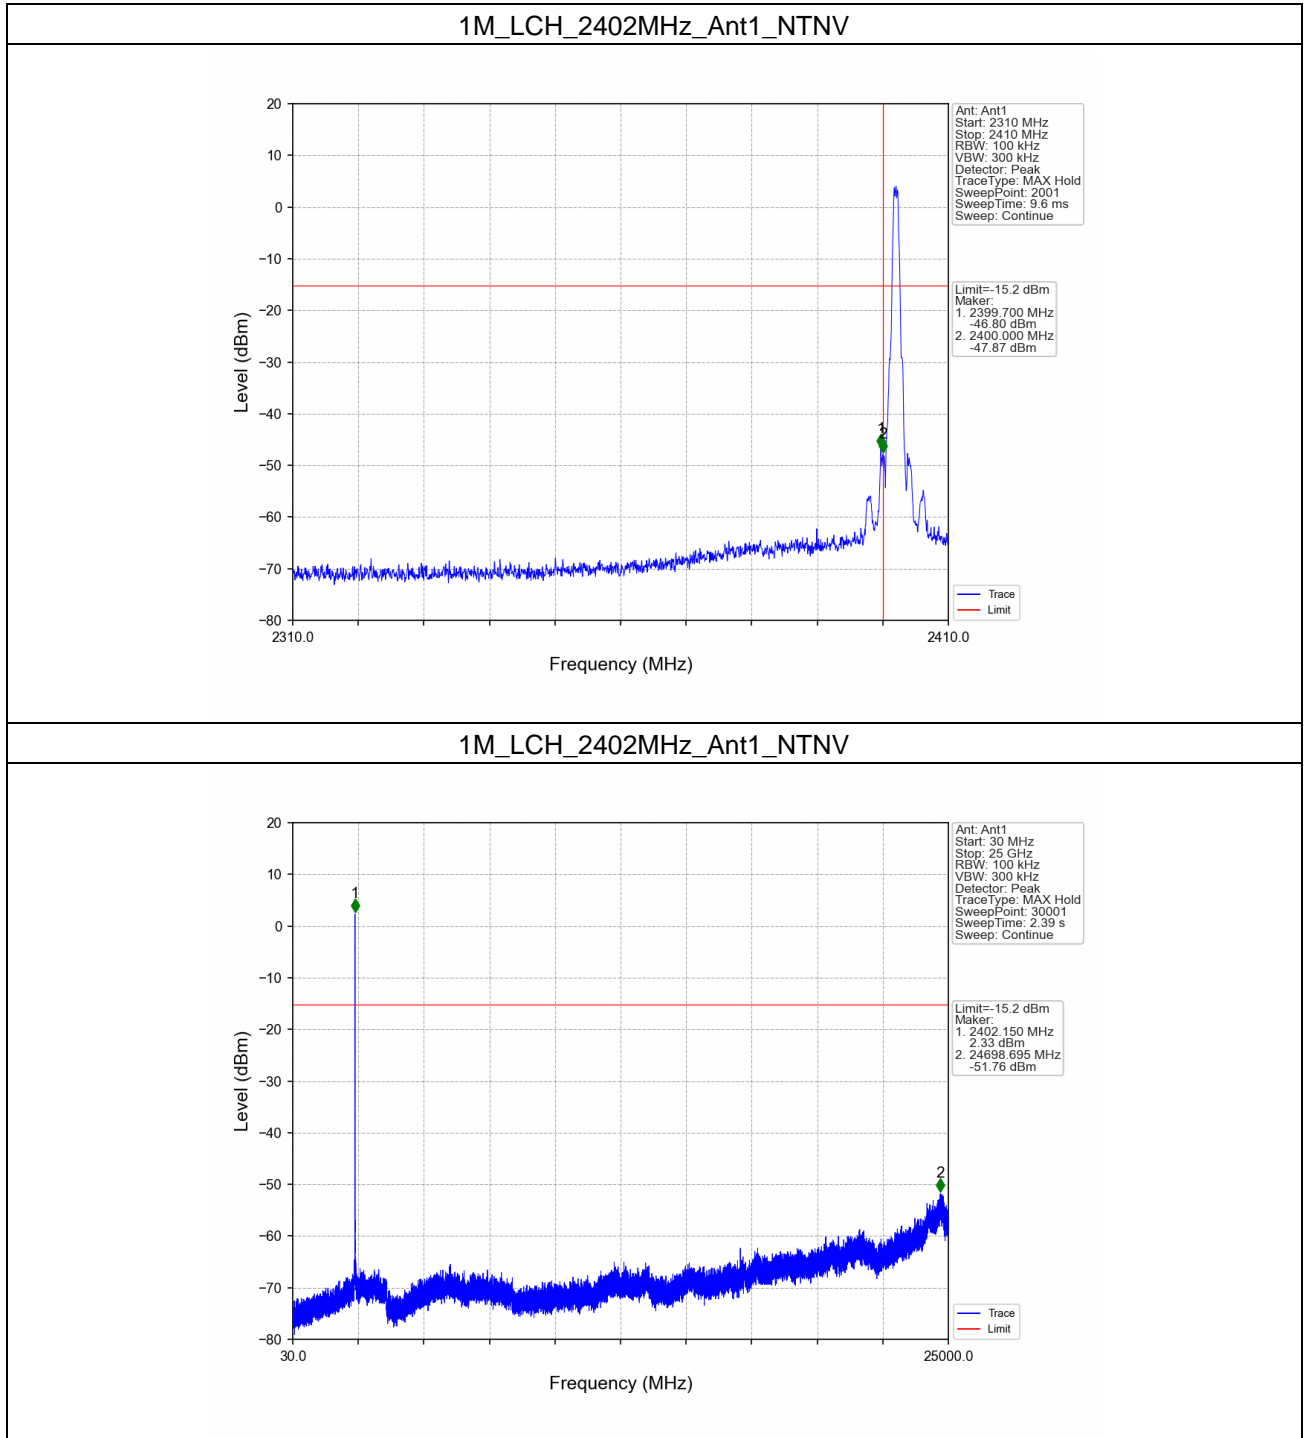 1M_LCH_2402MHz_Ant1_NTNV
20
10
0
−10
−20
−30
−40
−50
−60
−70
−80
Level (dBm)
2310.0
2410.0
Frequency (MHz)
1
2
Ant: Ant1
Start: 2310 MHz
Stop: 2410 MHz
RBW: 100 kHz
VBW: 300 kHz
Detector: Peak
TraceType: MAX Hold
SweepPoint: 2001
SweepTime: 9.6 ms
Sweep: Continue
Limit=-15.2 dBm
Maker:
1. 2399.700 MHz
-46.80 dBm
2. 2400.000 MHz
-47.87 dBm
Trace
Limit
1M_LCH_2402MHz_Ant1_NTNV
20
10
0
−10
−20
−30
−40
−50
−60
−70
−80
Level (dBm)
30.0
25000.0
Frequency (MHz)
1
2
Ant: Ant1
Start: 30 MHz
Stop: 25 GHz
RBW: 100 kHz
VBW: 300 kHz
Detector: Peak
TraceType: MAX Hold
SweepPoint: 30001
SweepTime: 2.39 s
Sweep: Continue
Limit=-15.2 dBm
Maker:
1. 2402.150 MHz
2.33 dBm
2. 24698.695 MHz
-51.76 dBm
Trace
Limit